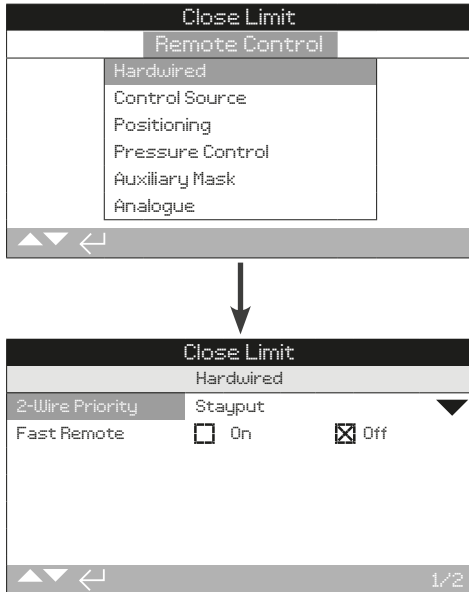 Close Limit
Remote Control
Hardwired
Control Source
Positioning
Pressure Control
Auxiliary Mask
Analogue
Close Limit
Hardwired
2-Wire Priority Stayput
Fast Remote On Off
1/2